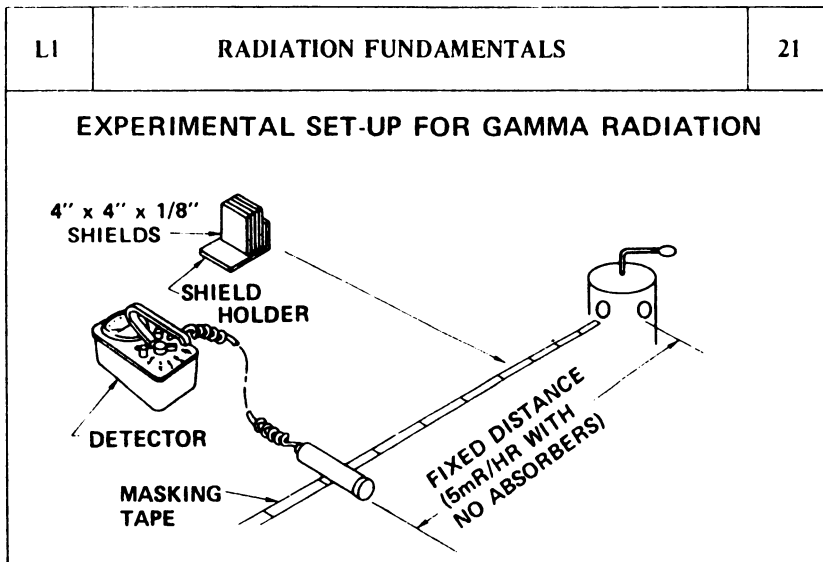 L1
RADIATION FUNDAMENTALS
21
EXPERIMENTAL SET-UP FOR GAMMA RADIATION
4" x 4" x 1/8"
SHIELDS
SHIELD
HOLDER
DETECTOR
MASKING
TAPE
FIXED DISTANCE
(5mR/HR WITH
NO ABSORBERS)